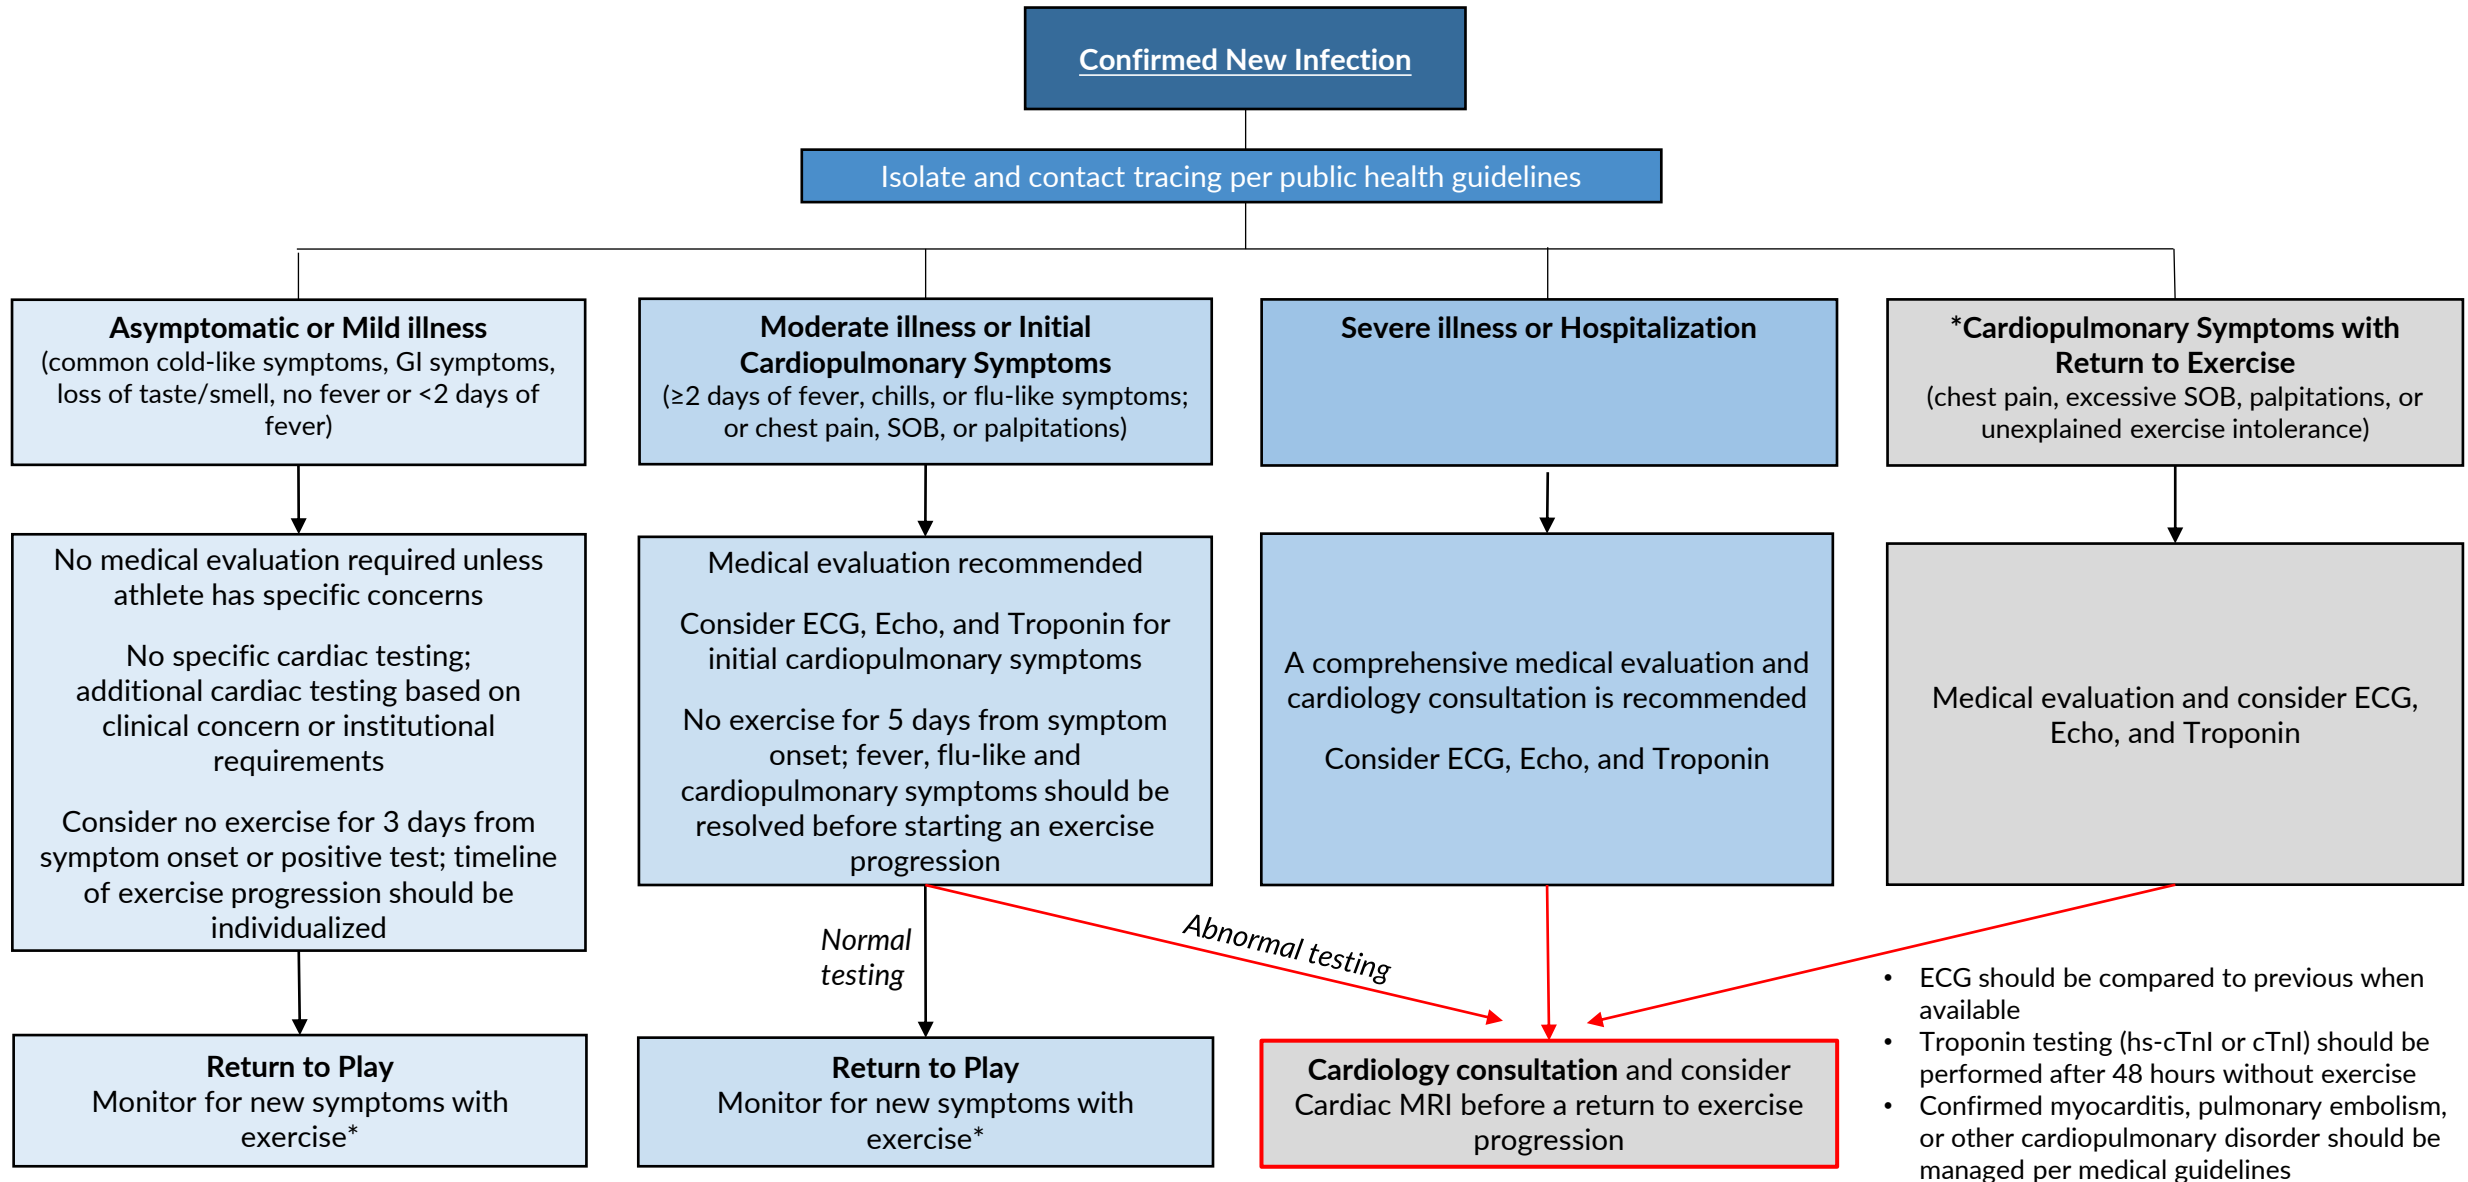 Confirmed New Infection
Isolate and contact tracing per public health guidelines
Asymptomatic or Mild illness
(common cold-like symptoms, GI symptoms,
loss of taste/smell, no fever or <2 days of
fever)
Moderate illness or Initial
Cardiopulmonary Symptoms
(≥2 days of fever, chills, or flu-like symptoms;
or chest pain, SOB, or palpitations)
Severe illness or Hospitalization
*Cardiopulmonary Symptoms with
Return to Exercise
(chest pain, excessive SOB, palpitations, or
unexplained exercise intolerance)
No medical evaluation required unless
athlete has specific concerns
No specific cardiac testing;
additional cardiac testing based on
clinical concern or institutional
requirements
Consider no exercise for 3 days from
symptom onset or positive test; timeline
of exercise progression should be
individualized
Medical evaluation recommended
Consider ECG, Echo, and Troponin for
initial cardiopulmonary symptoms
No exercise for 5 days from symptom
onset; fever, flu-like and
cardiopulmonary symptoms should be
resolved before starting an exercise
progression
A comprehensive medical evaluation and
cardiology consultation is recommended
Consider ECG, Echo, and Troponin
Medical evaluation and consider ECG,
Echo, and Troponin
Normal
testing
Abnormal testing
Return to Play
Monitor for new symptoms with
exercise*
Return to Play
Monitor for new symptoms with
exercise*
Cardiology consultation and consider
Cardiac MRI before a return to exercise
progression
• ECG should be compared to previous when
available
• Troponin testing (hs-cTnI or cTnI) should be
performed after 48 hours without exercise
• Confirmed myocarditis, pulmonary embolism,
or other cardiopulmonary disorder should be
managed per medical guidelines